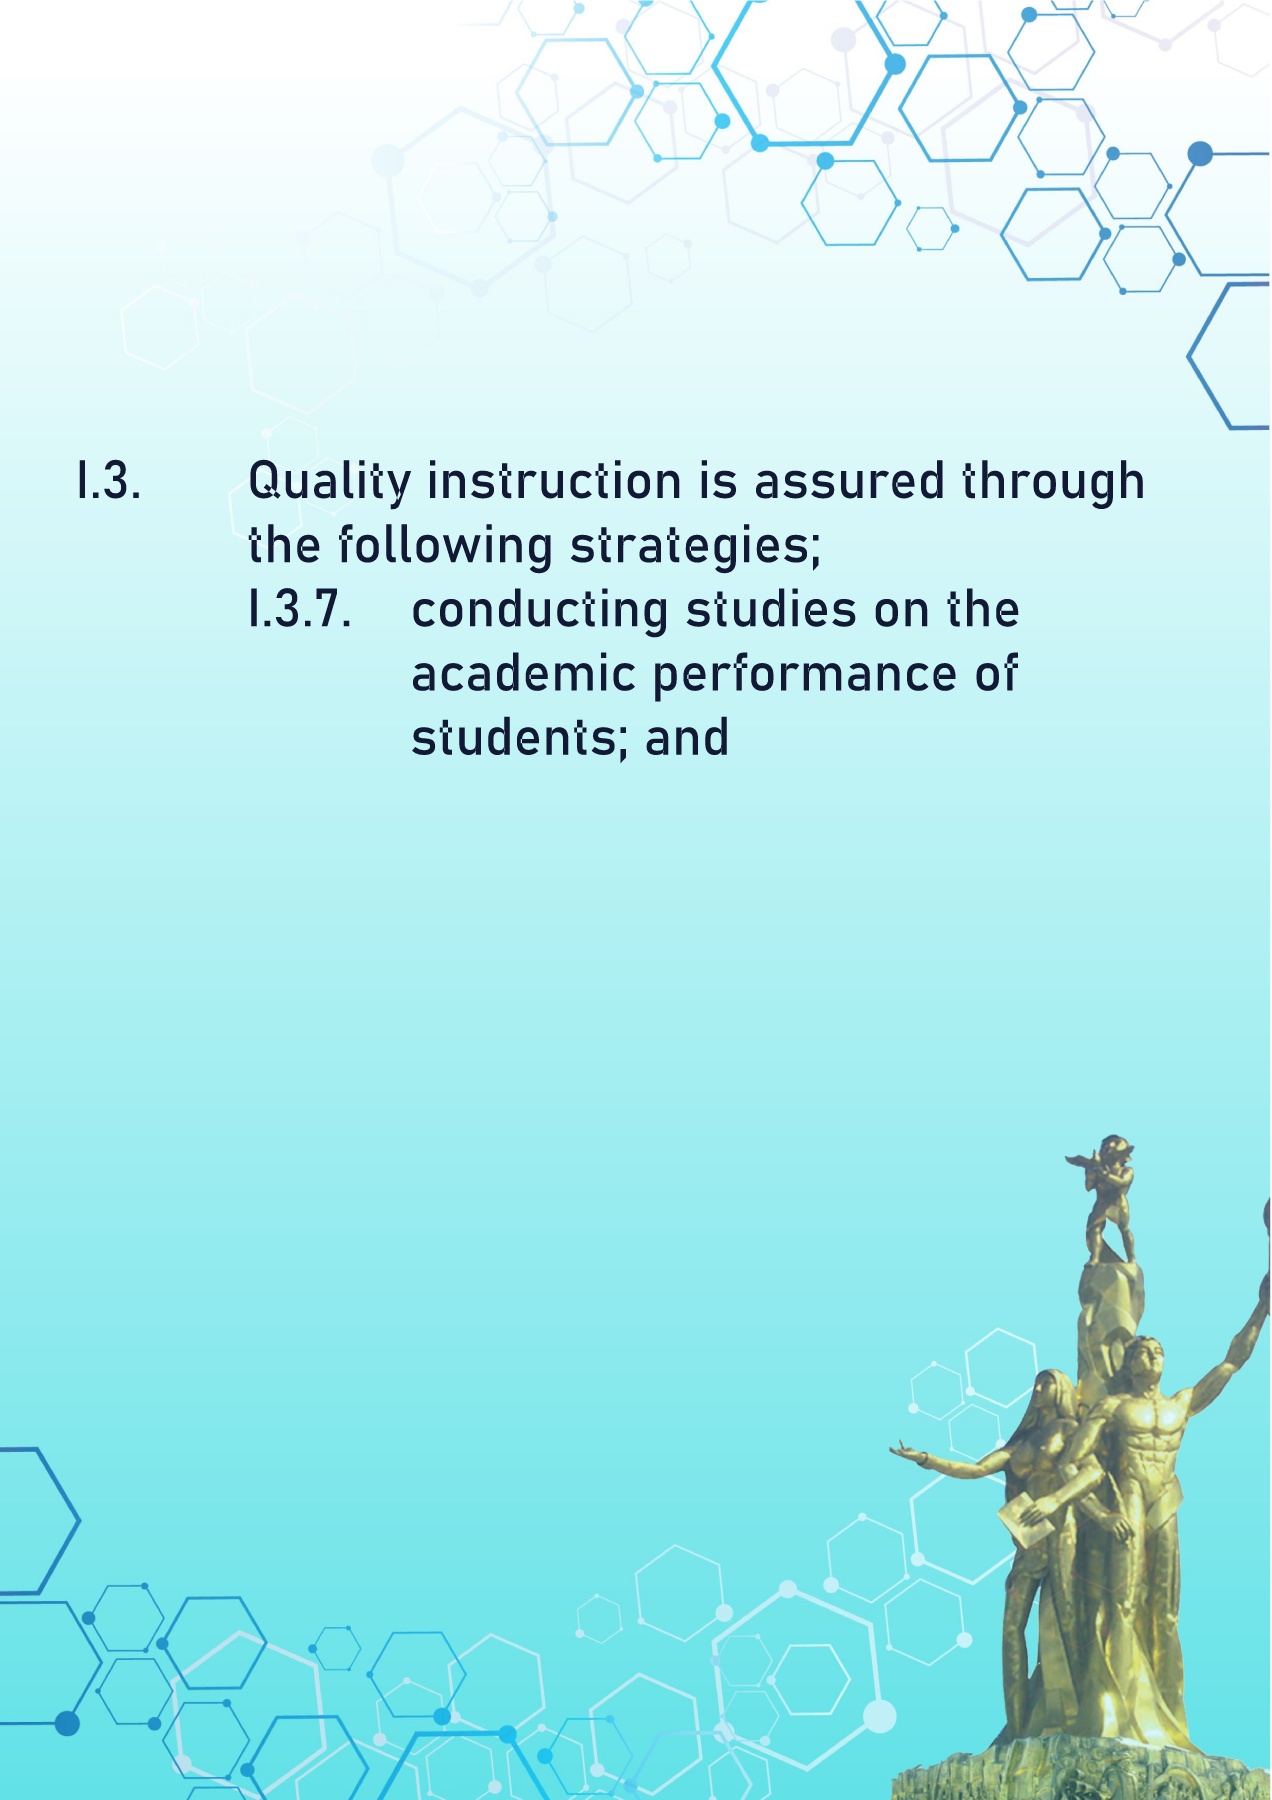 I.3. Quality instruction is assured through
the following strategies;
I.3.7. conducting studies on the
academic performance of
students; and